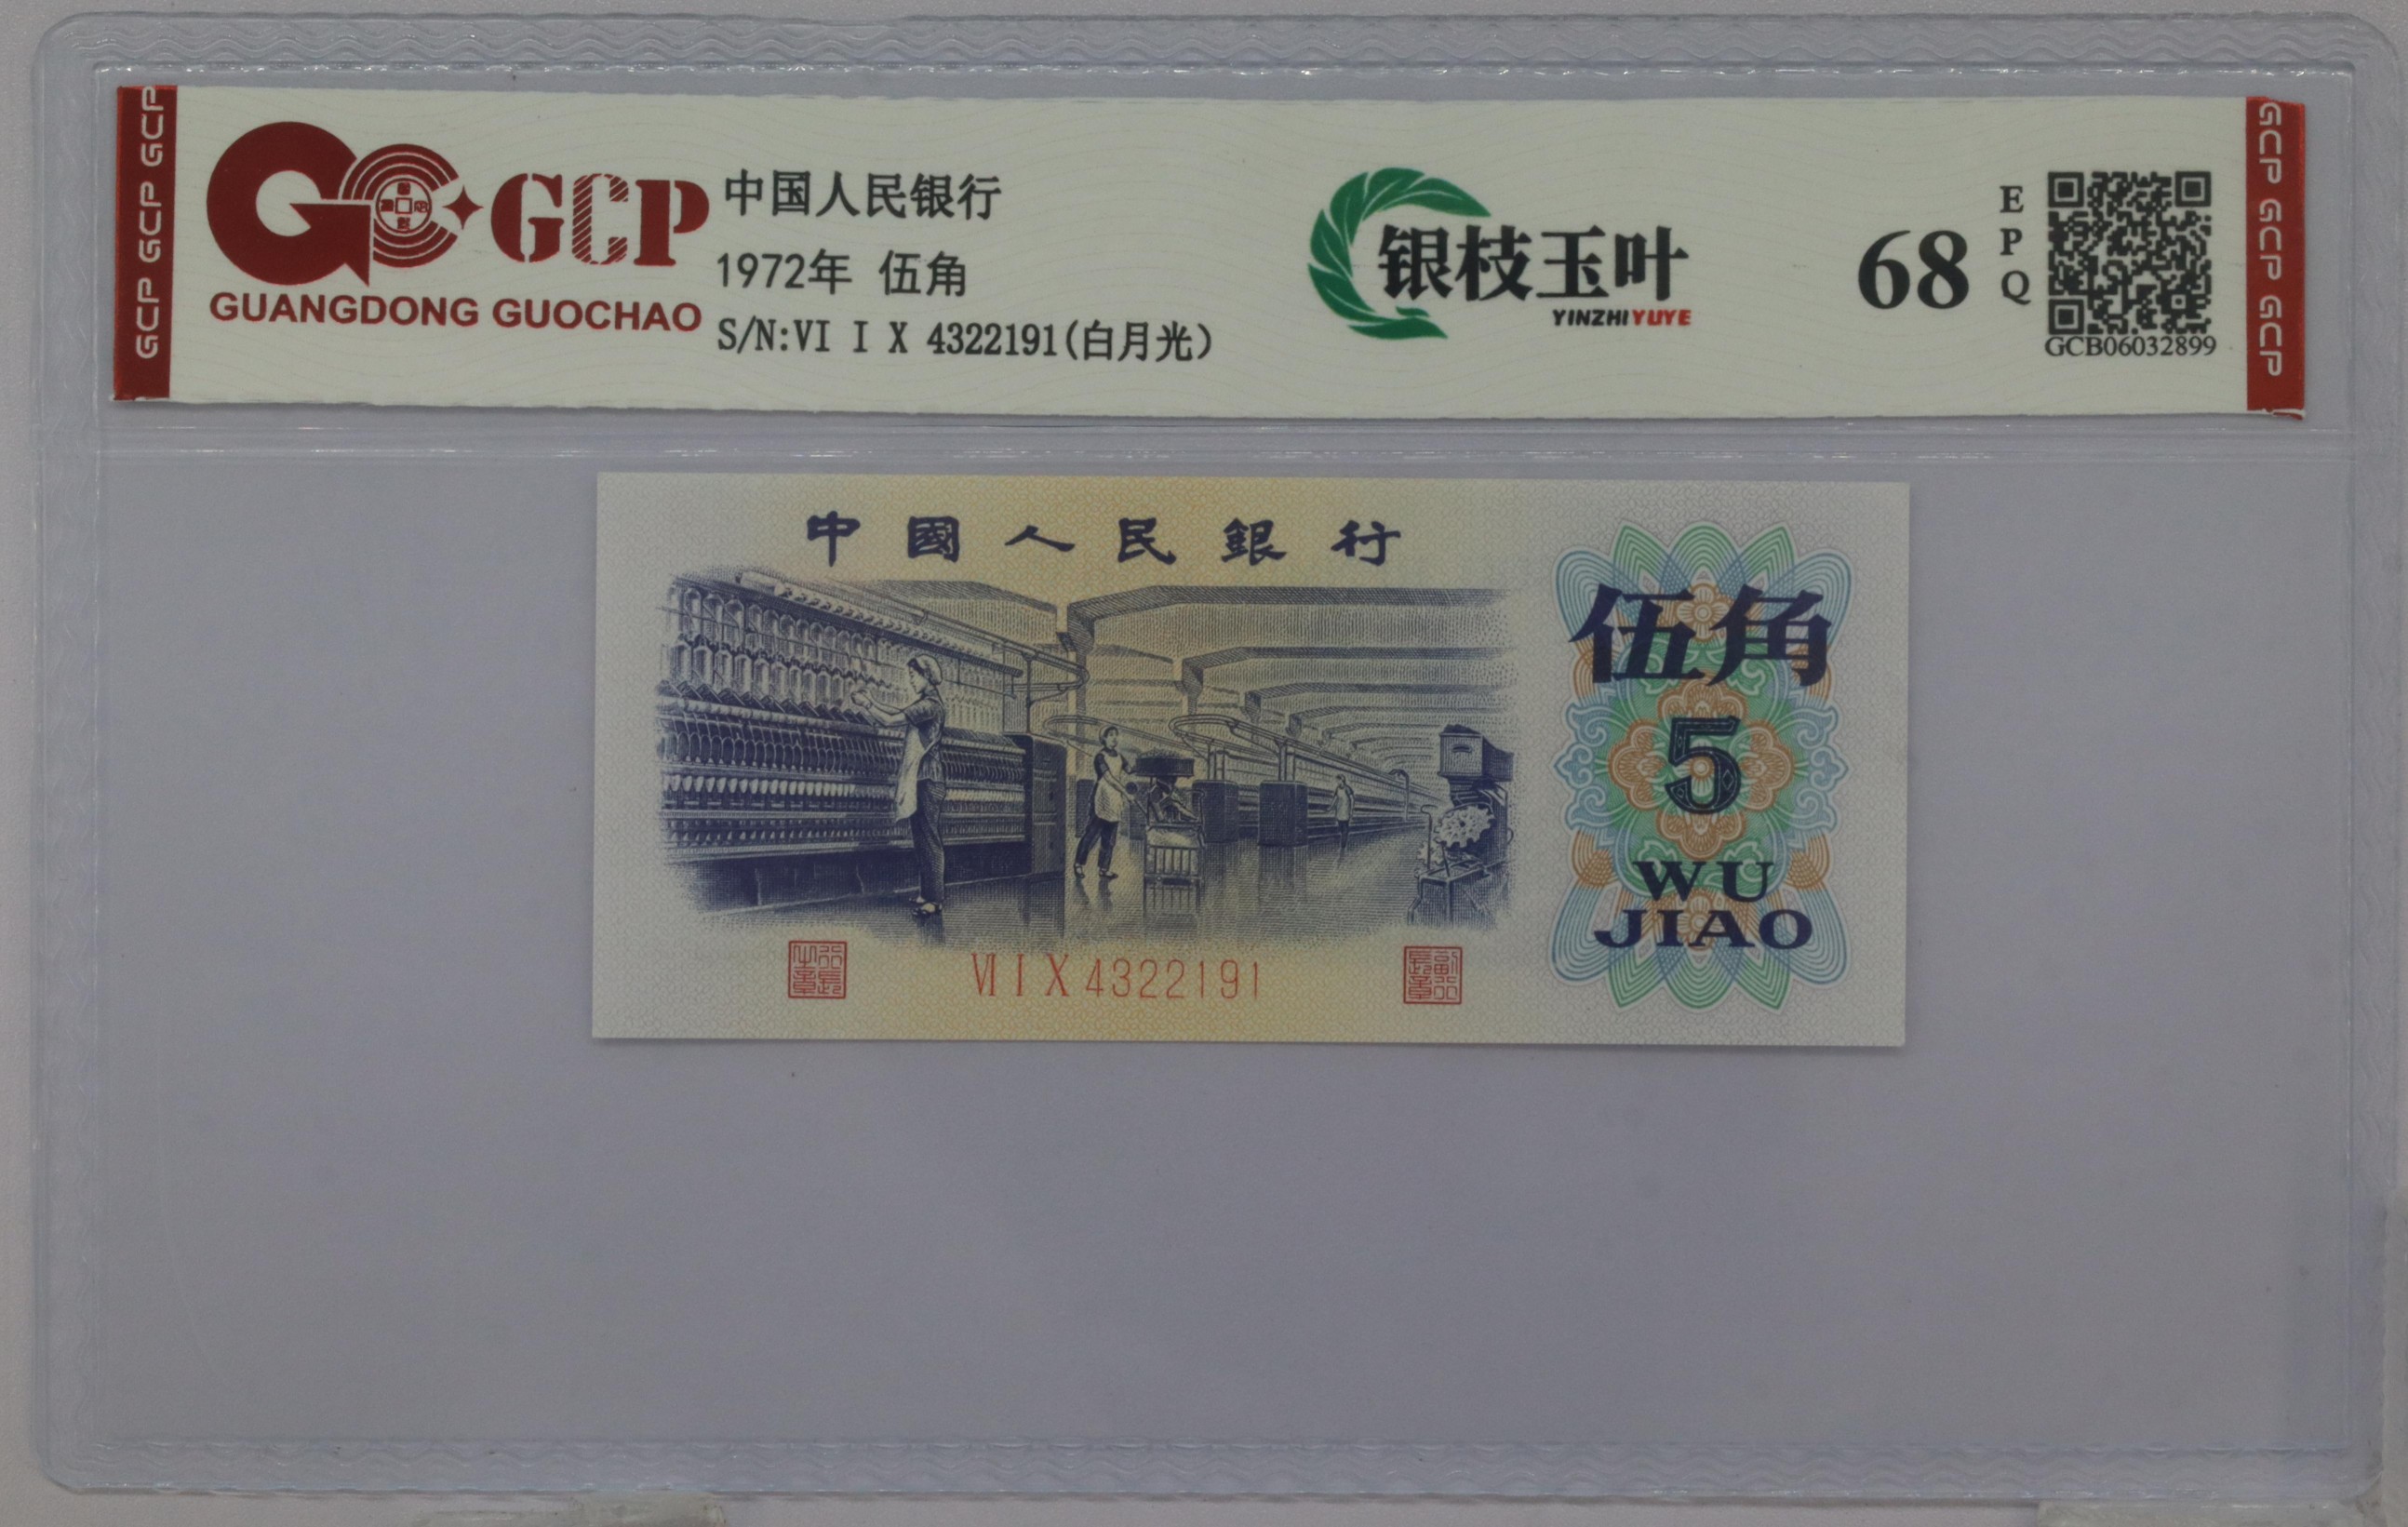 GCP GCP GCP
GCP
GUANGDONG GUOCHAO
中国人民银行
1972年 伍角
S/N:VI I X 4322191(白月光)
银枝玉叶
YINZHIYUYE
68
EPQ
GCB06032899
GCP GCP GCP
中國人民銀行
伍角
5
WU
JIAO
VI I X 4322191